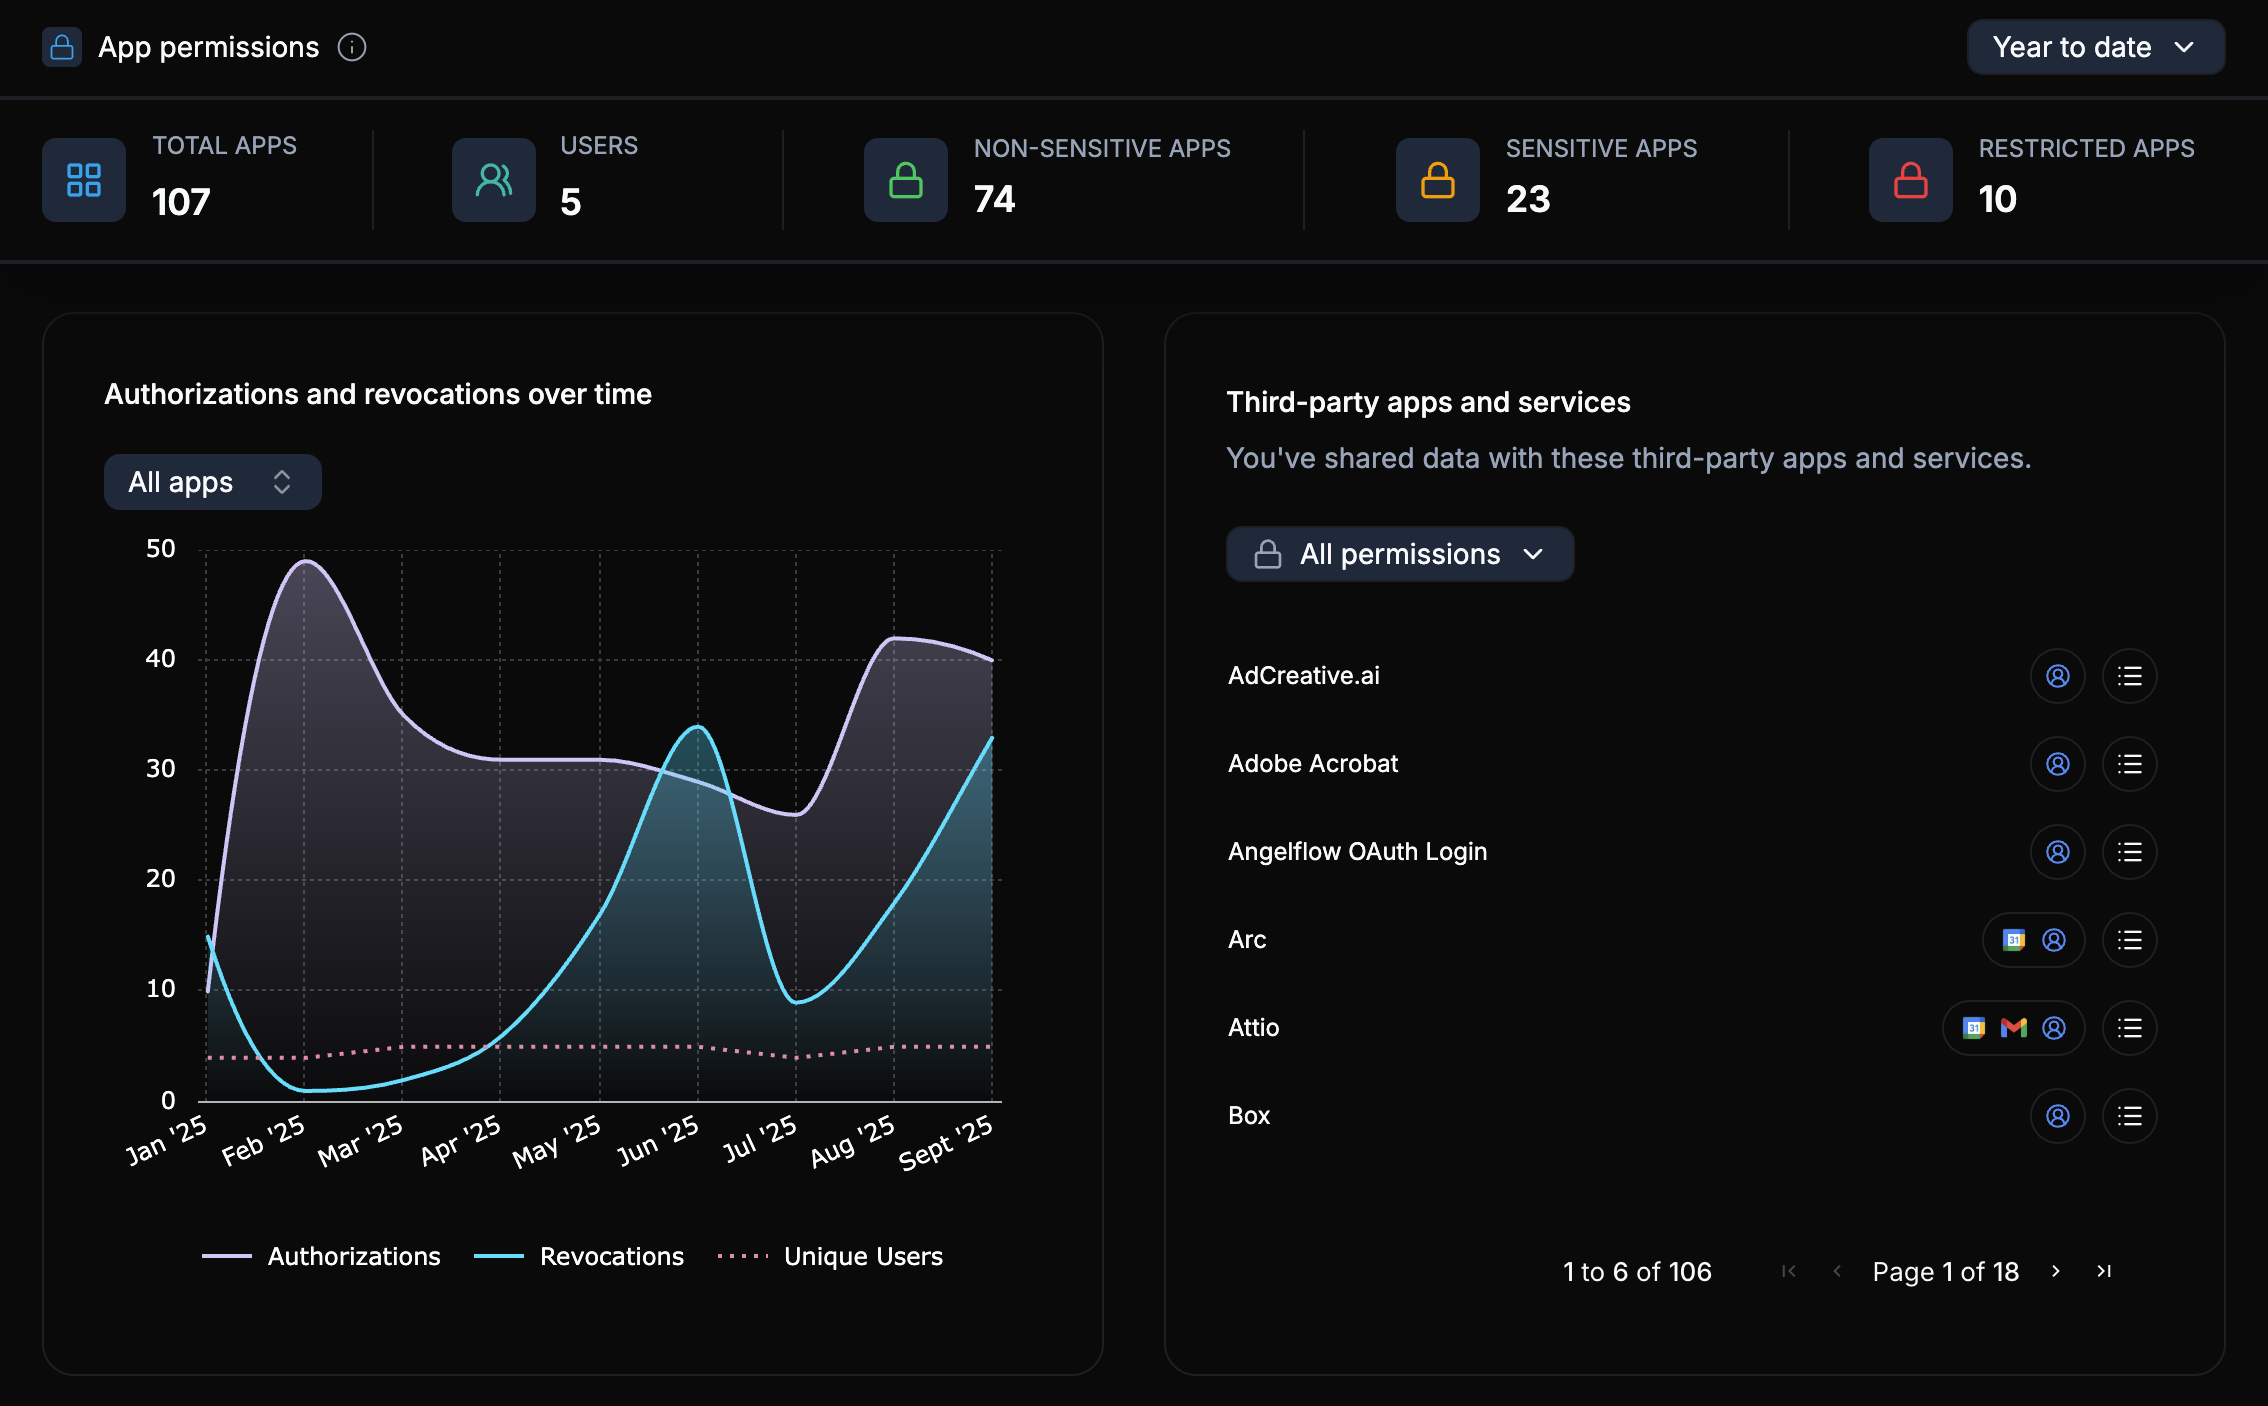 App permissions
Year to date
TOTAL APPS
107
USERS
5
NON-SENSITIVE APPS
74
SENSITIVE APPS
23
RESTRICTED APPS
10
Authorizations and revocations over time
All apps
50
40
30
20
10
0
Jan '25
Feb '25
Mar '25
Apr '25
May '25
Jun '25
Jul '25
Aug '25
Sept '25
Authorizations
Revocations
Unique Users
Third-party apps and services
You've shared data with these third-party apps and services.
All permissions
AdCreative.ai
Adobe Acrobat
Angelflow OAuth Login
Arc
31
Attio
31
Box
1 to 6 of 106
Page 1 of 18